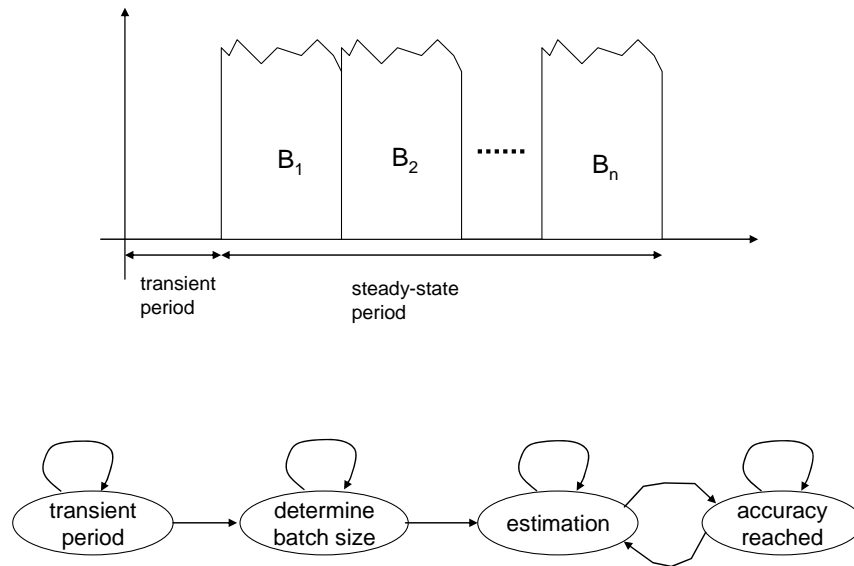 B1
B2
......
Bn
transient
period
steady-state
period
transient
period
determine
batch size
estimation
accuracy
reached